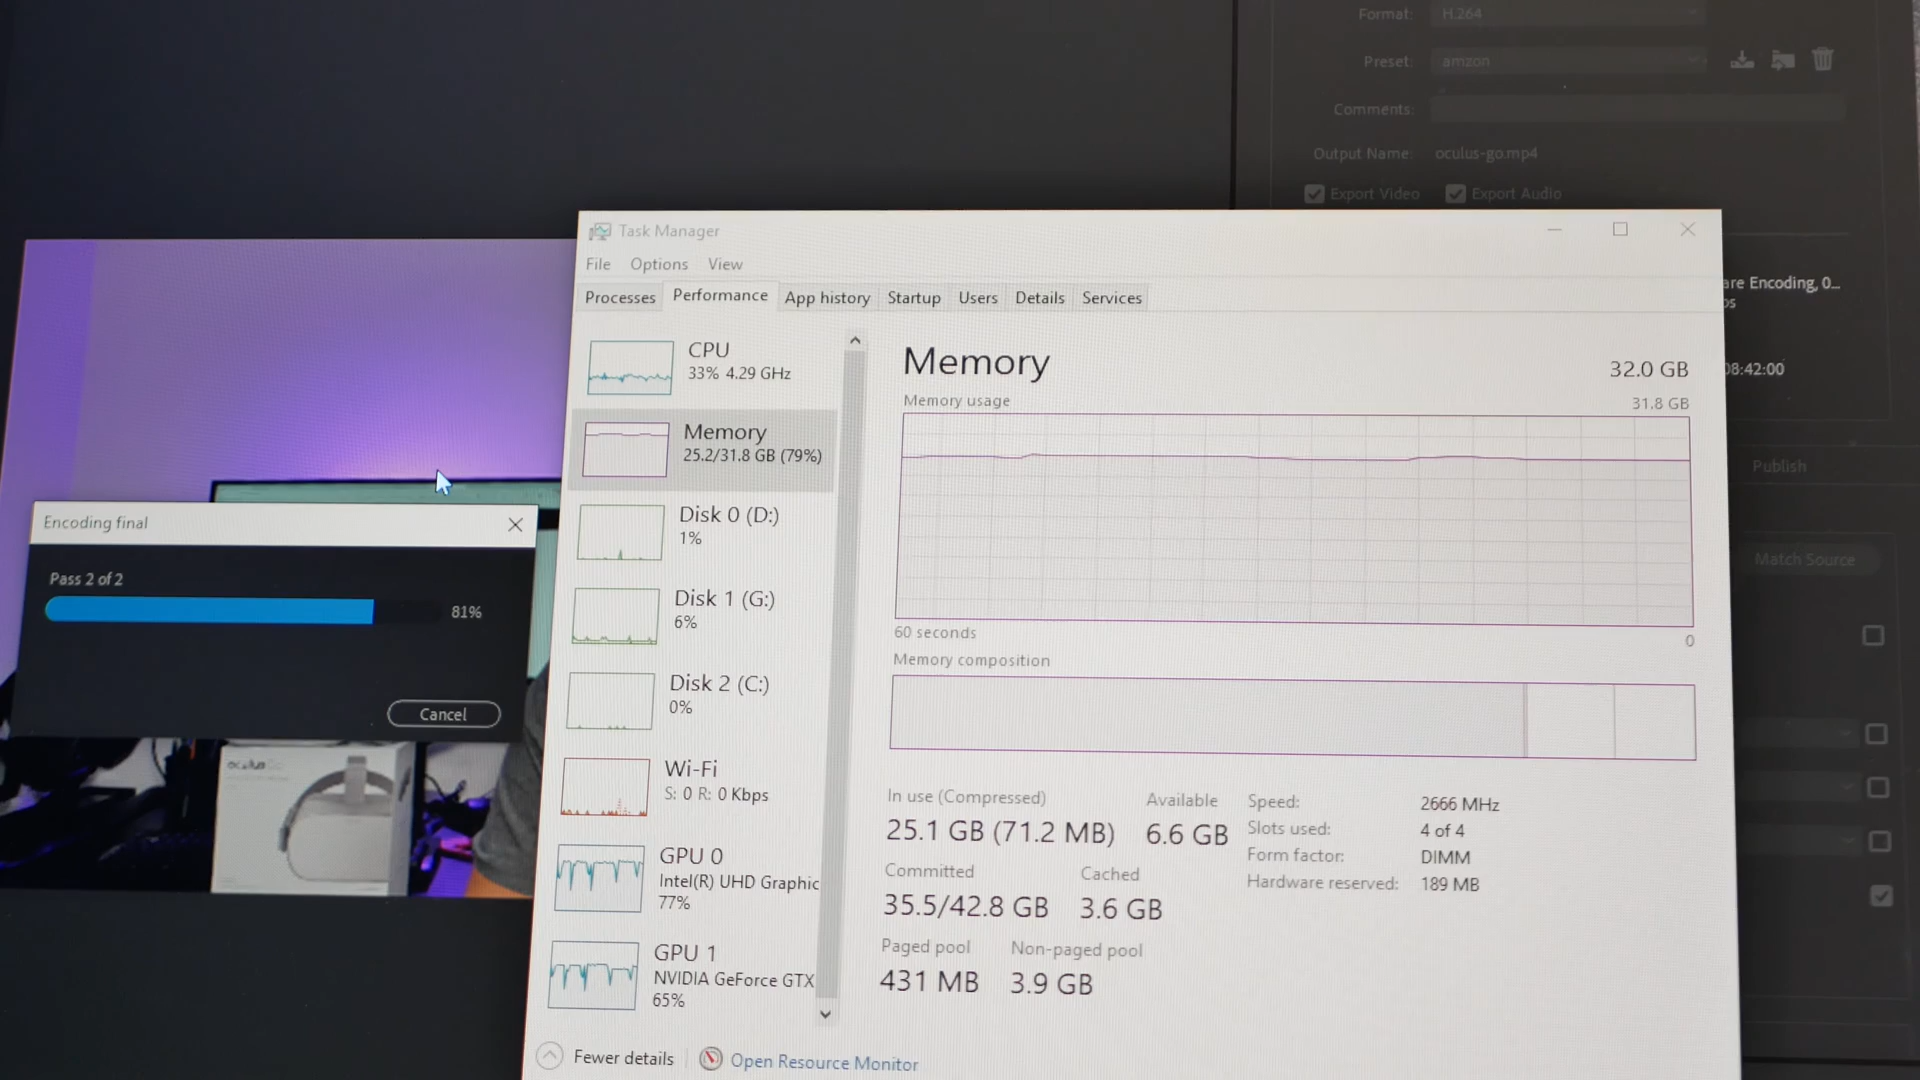 Format: H.264
Preset: amzon
Comments:
Output Name: oculus-go.mp4
Export Video Export Audio
are Encoding, 0...
08:42:00
Publish
Match Source
Task Manager
File Options View
Processes Performance App history Startup Users Details Services
CPU
33% 4.29 GHz
Memory
25.2/31.8 GB (79%)
Disk 0 (D:)
1%
Disk 1 (G:)
6%
Disk 2 (C:)
0%
Wi-Fi
S: 0 R: 0 Kbps
GPU 0
Intel(R) UHD Graphic
77%
GPU 1
NVIDIA GeForce GTX
65%
Memory 32.0 GB
Memory usage 31.8 GB
60 seconds 0
Memory composition
In use (Compressed)
25.1 GB (71.2 MB)
Available
6.6 GB
Committed
35.5/42.8 GB
Cached
3.6 GB
Paged pool
431 MB
Non-paged pool
3.9 GB
Speed: 2666 MHz
Slots used: 4 of 4
Form factor: DIMM
Hardware reserved: 189 MB
Fewer details Open Resource Monitor
Encoding final
Pass 2 of 2
81%
Cancel
oculus Go